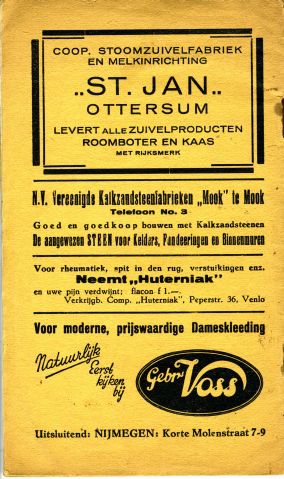 COOP. STOOMZUIVELFABRIEK
EN MELKINRICHTING
„ST. JAN„
OTTERSUM
LEVERT ALLE ZUIVELPRODUCTEN
ROOMBOTER EN KAAS
MET RIJKSMERK
N.V. Vereenigde Kalkzandsteenfabrieken „Mook" te Mook
Telefoon No. 3
Goed en goedkoop bouwen met Kalkzandsteenen
De aangewezen STEEN voor Kelders, Fundeeringen en Binnenmuren
Voor rheumatiek, spit in den rug, verstuikingen enz.
Neemt „Huterniak"
en uwe pijn verdwijnt; flacon f 1.—.
Verkrijgb. Comp. „Huterniak", Peperstr. 36, Venlo
Voor moderne, prijswaardige Dameskleeding
Natuurlijk
Eerst
kijken
bij
Gebrs Voss
Uitsluitend: NIJMEGEN: Korte Molenstraat 7-9